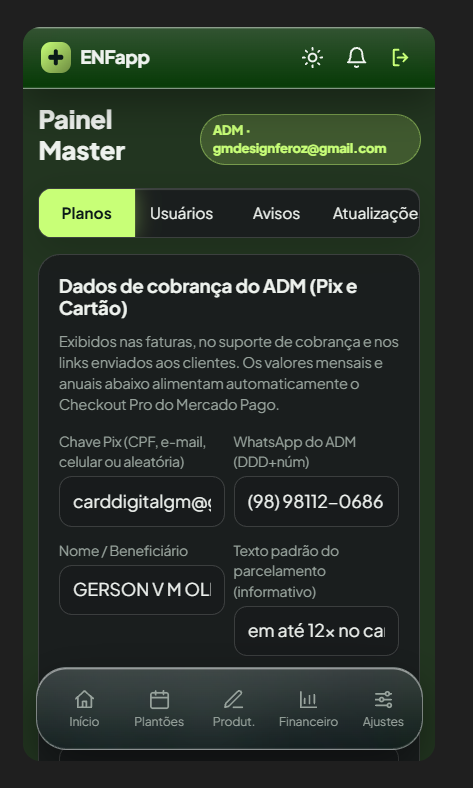 ENFapp
Painel
Master
ADM ·
gmdesignferoz@gmail.com
Planos
Usuários
Avisos
Atualizaçõe
Dados de cobrança do ADM (Pix e
Cartão)
Exibidos nas faturas, no suporte de cobrança e nos
links enviados aos clientes. Os valores mensais e
anuais abaixo alimentam automaticamente o
Checkout Pro do Mercado Pago.
Chave Pix (CPF, e-mail,
celular ou aleatória)
WhatsApp do ADM
(DDD+núm)
carddigitalgm@g
(98) 98112-0686
Nome / Beneficiário
Texto padrão do
parcelamento
(informativo)
GERSON V M OLI
em até 12x no car
Início
Plantões
Produt.
Financeiro
Ajustes